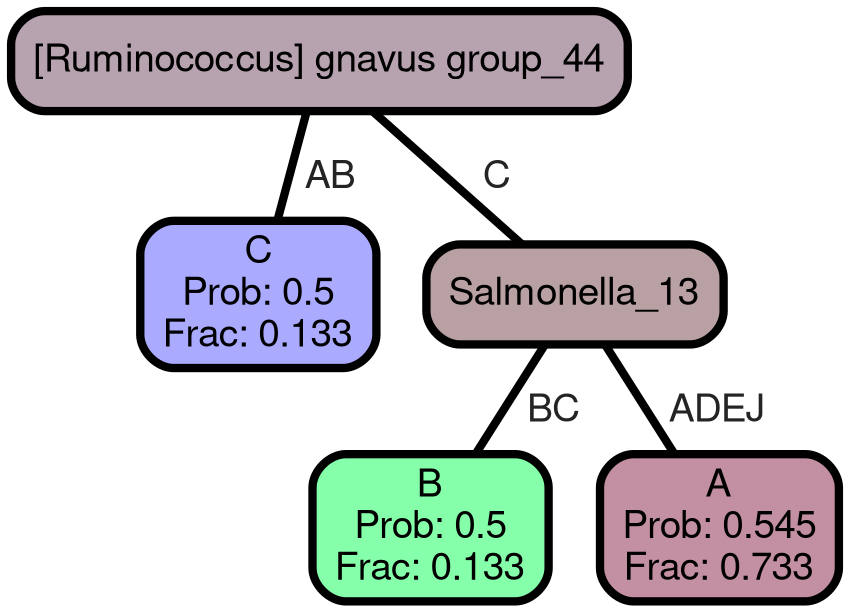 [Ruminococcus] gnavus group_44
AB
C
C
Prob: 0.5
Frac: 0.133
Salmonella_13
BC
ADEJ
B
Prob: 0.5
Frac: 0.133
A
Prob: 0.545
Frac: 0.733